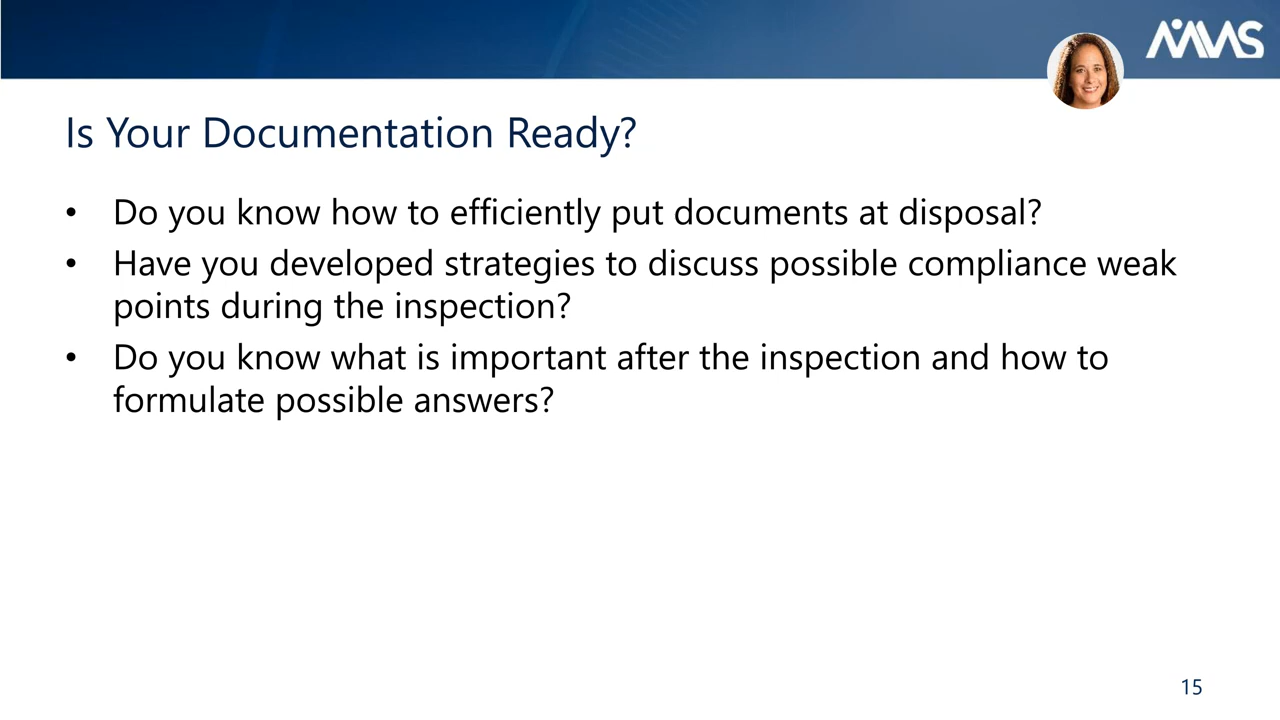 Is Your Documentation Ready?
• Do you know how to efficiently put documents at disposal?
• Have you developed strategies to discuss possible compliance weak
points during the inspection?
• Do you know what is important after the inspection and how to
formulate possible answers?
15